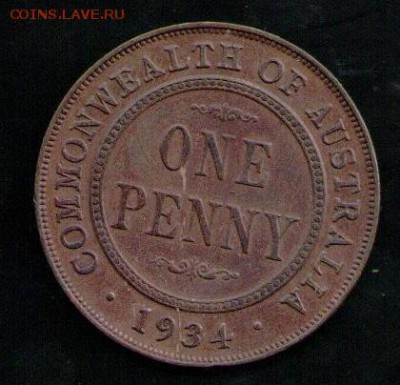 COINS.LAVE.RU
COMMONWEALTH OF AUSTRALIA
ONE
PENNY
· 1934 ·